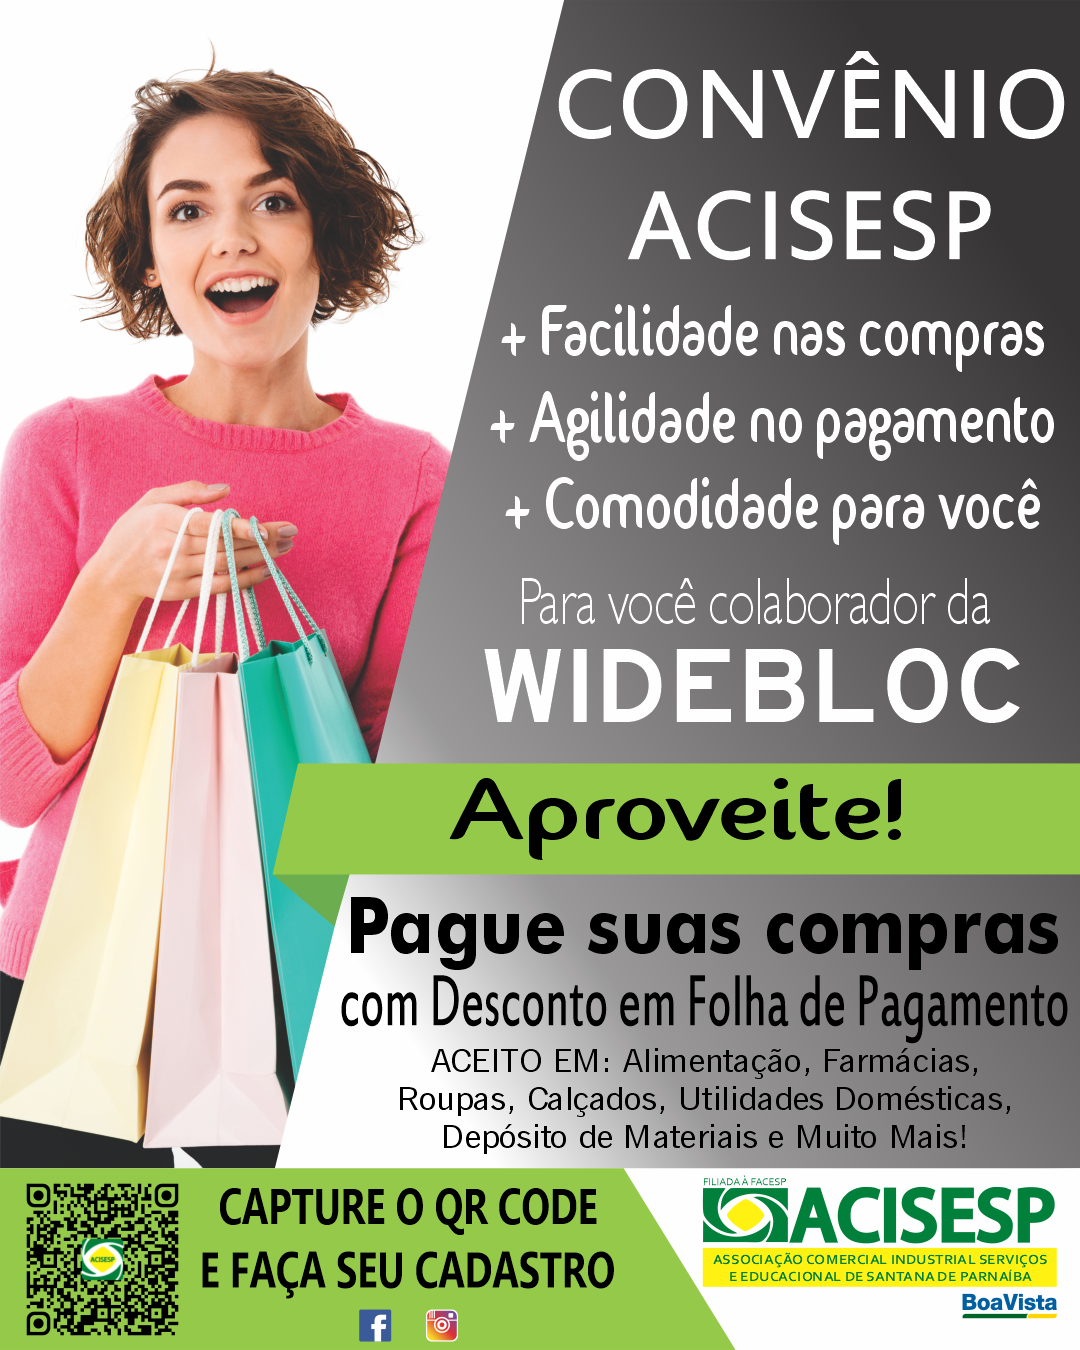 CONVÊNIO
ACISESP
+ Facilidade nas compras
+ Agilidade no pagamento
+ Comodidade para você
Para você colaborador da
WIDEBLOC
Aproveite!
Pague suas compras
com Desconto em Folha de Pagamento
ACEITO EM: Alimentação, Farmácias,
Roupas, Calçados, Utilidades Domésticas,
Depósito de Materiais e Muito Mais!
CAPTURE O QR CODE
E FAÇA SEU CADASTRO
ACISESP
FILIADA À FACESP
ACISESP
ASSOCIAÇÃO COMERCIAL INDUSTRIAL SERVIÇOS
E EDUCACIONAL DE SANTANA DE PARNAÍBA
BoaVista